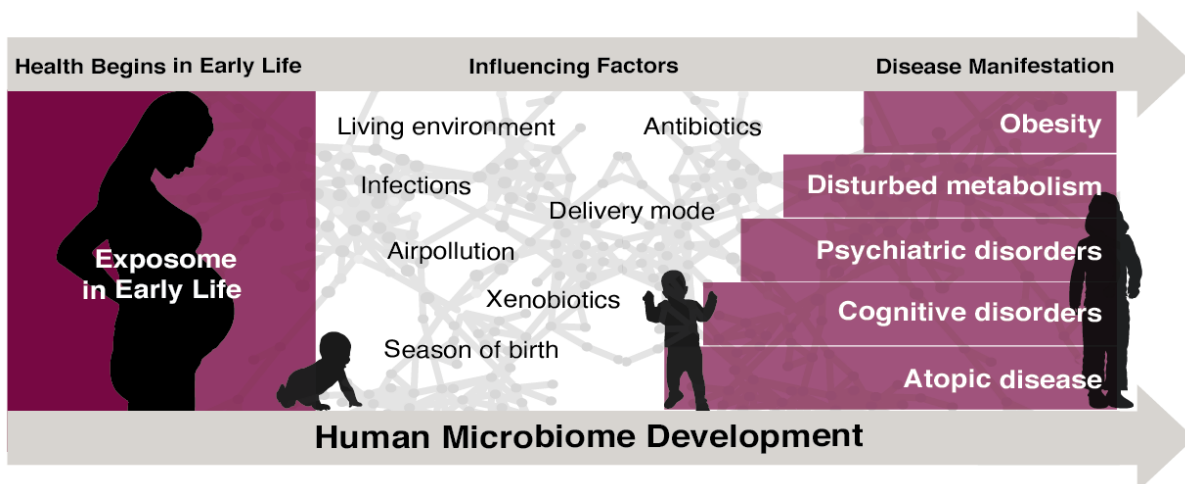 Health Begins in Early Life
Influencing Factors
Disease Manifestation
Exposome
in Early Life
Living environment
Antibiotics
Infections
Delivery mode
Airpollution
Xenobiotics
Season of birth
Obesity
Disturbed metabolism
Psychiatric disorders
Cognitive disorders
Atopic disease
Human Microbiome Development